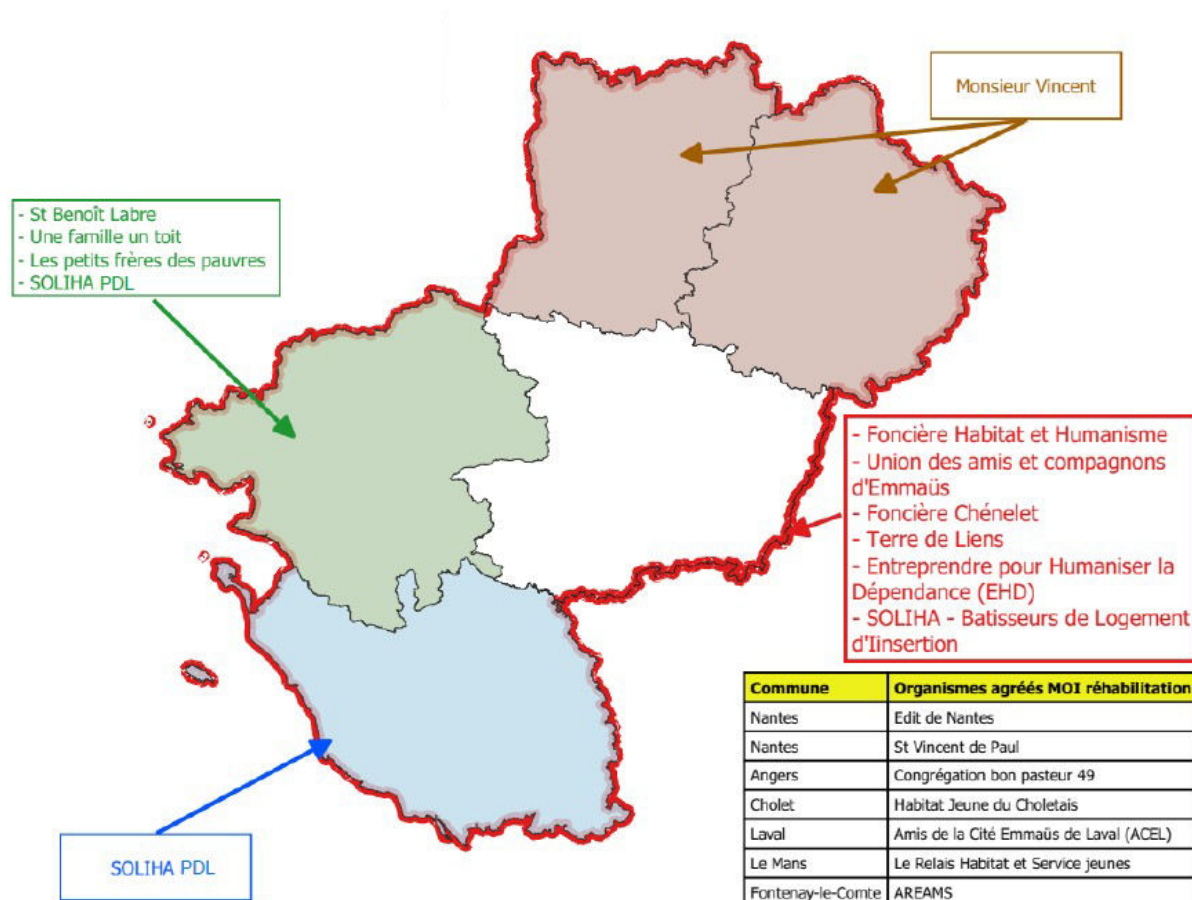 Monsieur Vincent
- St Benoît Labre
- Une famille un toit
- Les petits frères des pauvres
- SOLIHA PDL
- Foncière Habitat et Humanisme
- Union des amis et compagnons
d'Emmaüs
- Foncière Chénelet
- Terre de Liens
- Entreprendre pour Humaniser la
Dépendance (EHD)
- SOLIHA - Batisseurs de Logement
d'Iinsertion
SOLIHA PDL
Commune Organismes agréés MOI réhabilitation
Nantes Edit de Nantes
Nantes St Vincent de Paul
Angers Congrégation bon pasteur 49
Cholet Habitat Jeune du Choletais
Laval Amis de la Cité Emmaüs de Laval (ACEL)
Le Mans Le Relais Habitat et Service jeunes
Fontenay-le-Comte AREAMS